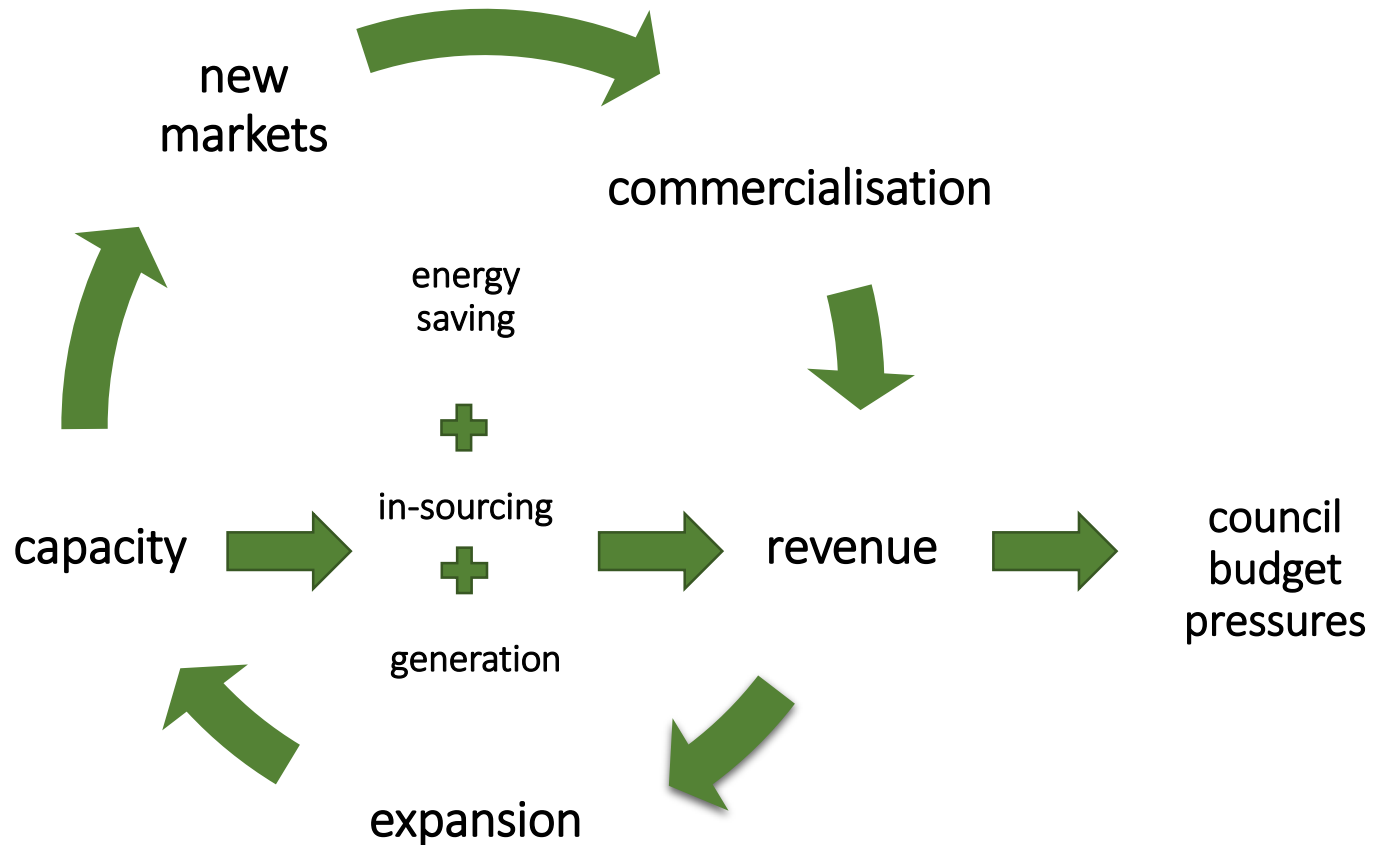 new
markets
commercialisation
energy
saving
in-sourcing
capacity
revenue
council
budget
pressures
generation
expansion